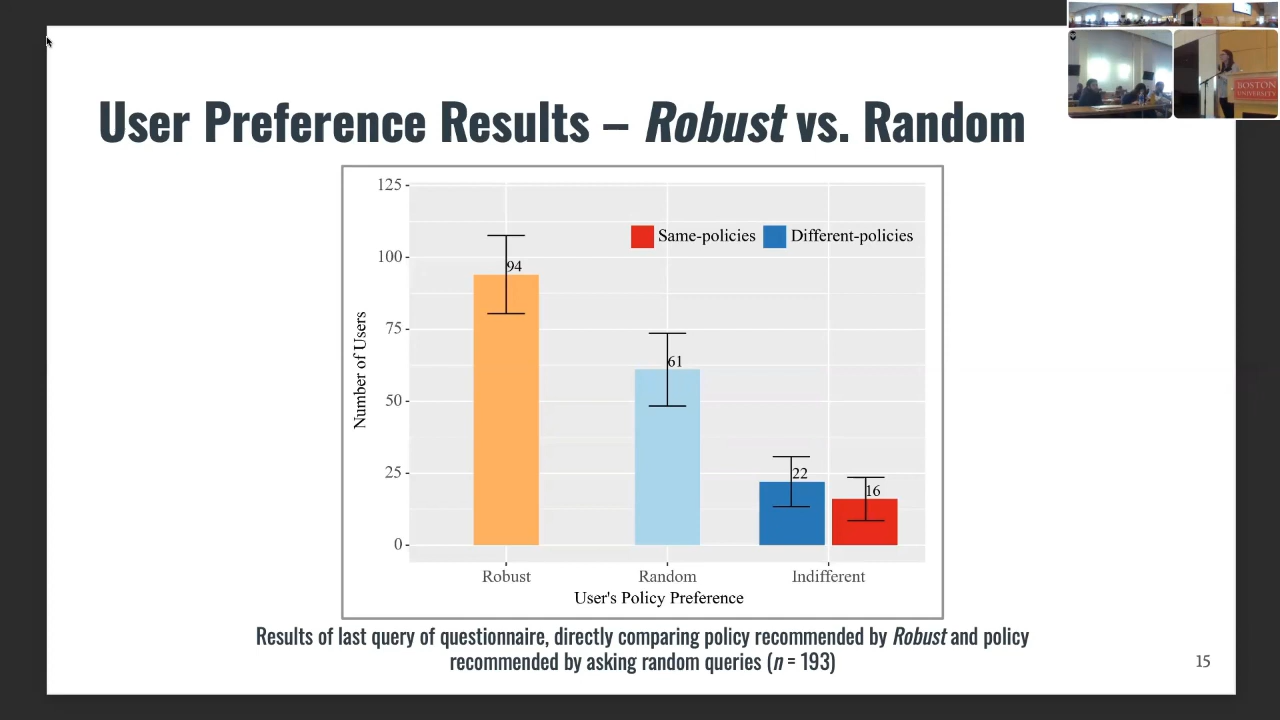 BOSTON
UNIVERSITY
User Preference Results – Robust vs. Random
125
100
75
50
25
0
Number of Users
Same-policies
Different-policies
94
61
22
16
Robust
Random
Indifferent
User's Policy Preference
Results of last query of questionnaire, directly comparing policy recommended by Robust and policy
recommended by asking random queries (n = 193)
15